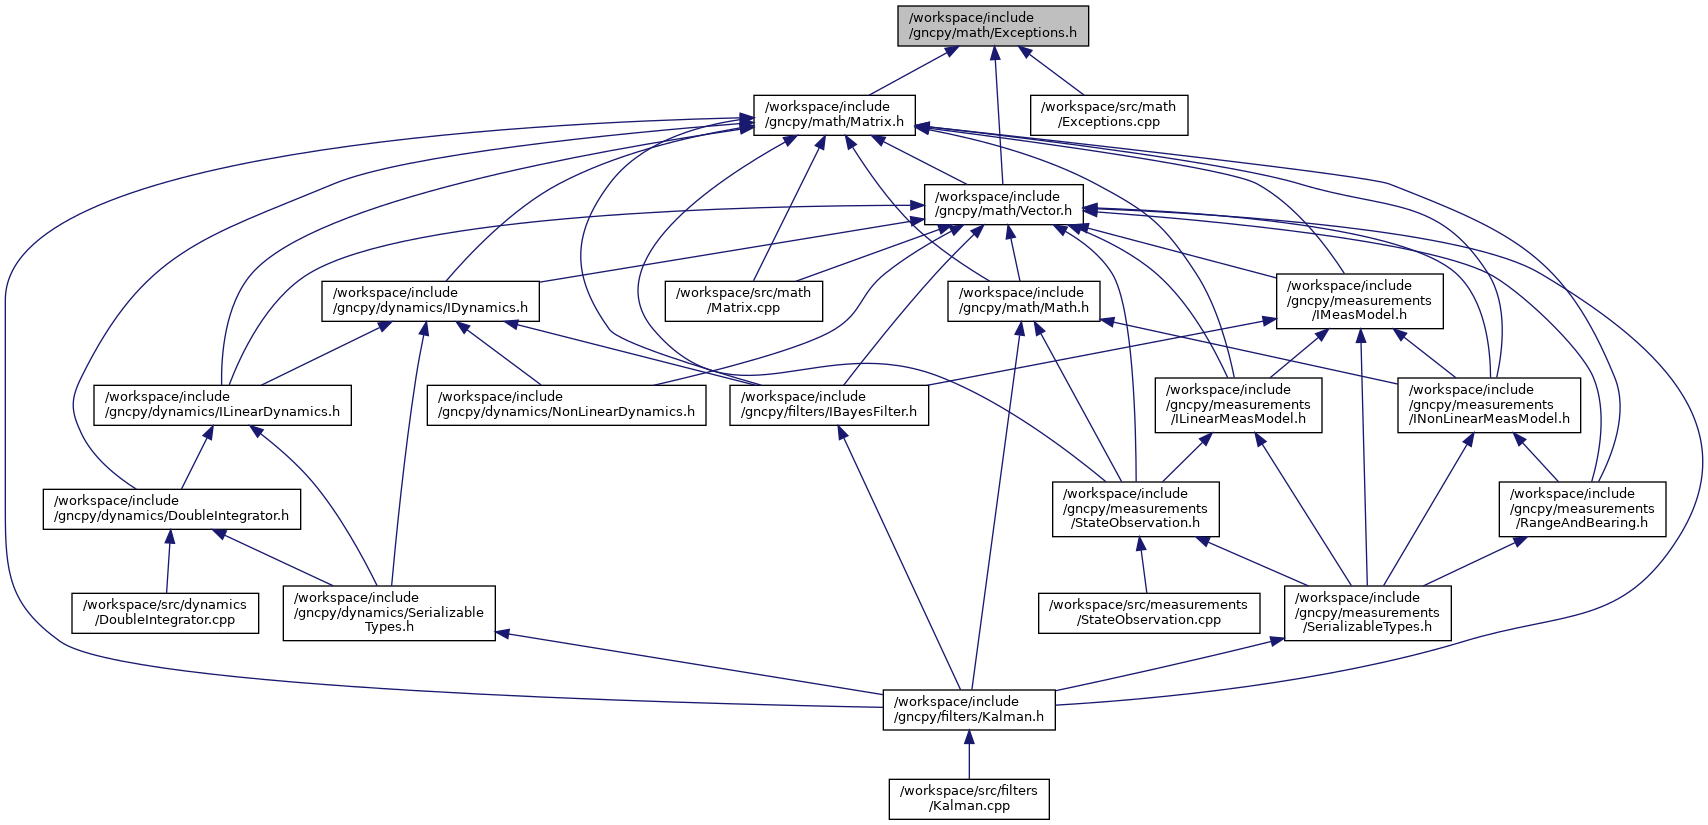 /workspace/include
/gncpy/math/Exceptions.h
/workspace/include
/gncpy/math/Matrix.h
/workspace/src/math
/Exceptions.cpp
/workspace/include
/gncpy/math/Vector.h
/workspace/include
/gncpy/dynamics/IDynamics.h
/workspace/src/math
/Matrix.cpp
/workspace/include
/gncpy/math/Math.h
/workspace/include
/gncpy/measurements
/IMeasModel.h
/workspace/include
/gncpy/dynamics/ILinearDynamics.h
/workspace/include
/gncpy/dynamics/NonLinearDynamics.h
/workspace/include
/gncpy/filters/IBayesFilter.h
/workspace/include
/gncpy/measurements
/ILinearMeasModel.h
/workspace/include
/gncpy/measurements
/INonLinearMeasModel.h
/workspace/include
/gncpy/dynamics/DoubleIntegrator.h
/workspace/include
/gncpy/measurements
/StateObservation.h
/workspace/include
/gncpy/measurements
/RangeAndBearing.h
/workspace/src/dynamics
/DoubleIntegrator.cpp
/workspace/include
/gncpy/dynamics/Serializable
Types.h
/workspace/src/measurements
/StateObservation.cpp
/workspace/include
/gncpy/measurements
/SerializableTypes.h
/workspace/include
/gncpy/filters/Kalman.h
/workspace/src/filters
/Kalman.cpp